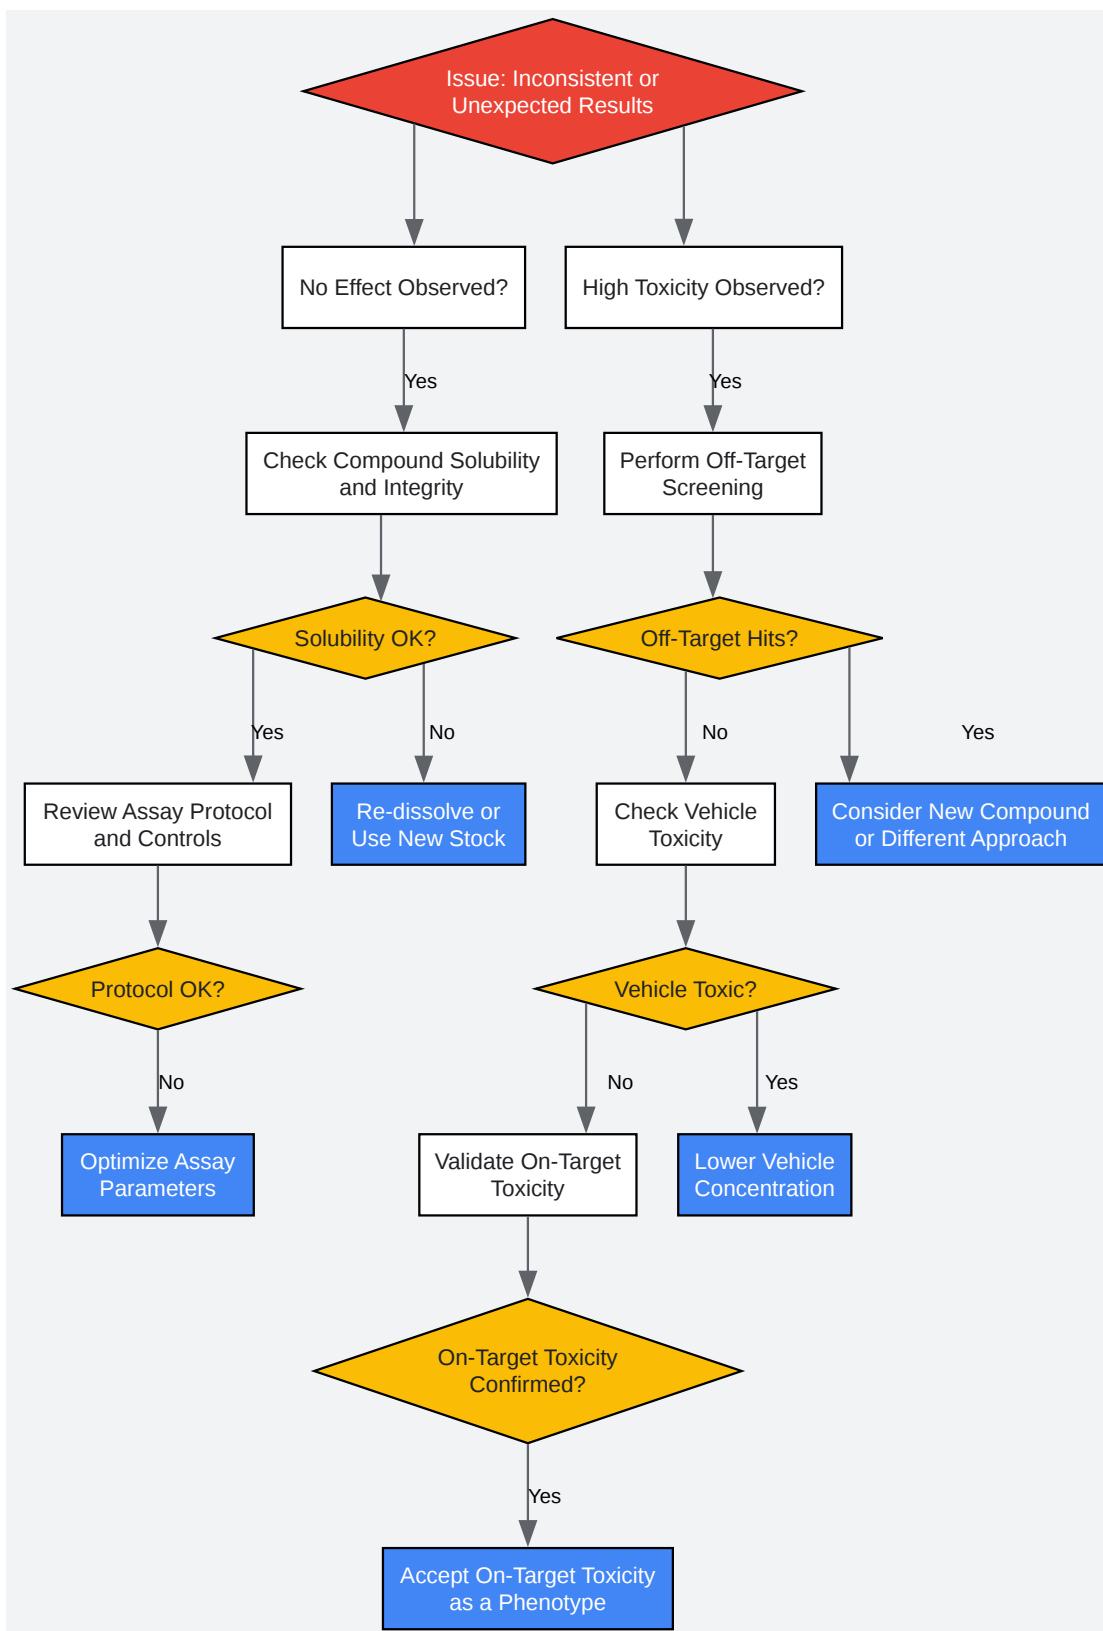 Issue: Inconsistent or
Unexpected Results
No Effect Observed?
High Toxicity Observed?
Yes
Yes
Check Compound Solubility
and Integrity
Perform Off-Target
Screening
Solubility OK?
Off-Target Hits?
Yes
No
No
Yes
Review Assay Protocol
and Controls
Re-dissolve or
Use New Stock
Check Vehicle
Toxicity
Consider New Compound
or Different Approach
Protocol OK?
Vehicle Toxic?
No
No
Yes
Optimize Assay
Parameters
Validate On-Target
Toxicity
Lower Vehicle
Concentration
On-Target Toxicity
Confirmed?
Yes
Accept On-Target Toxicity
as a Phenotype